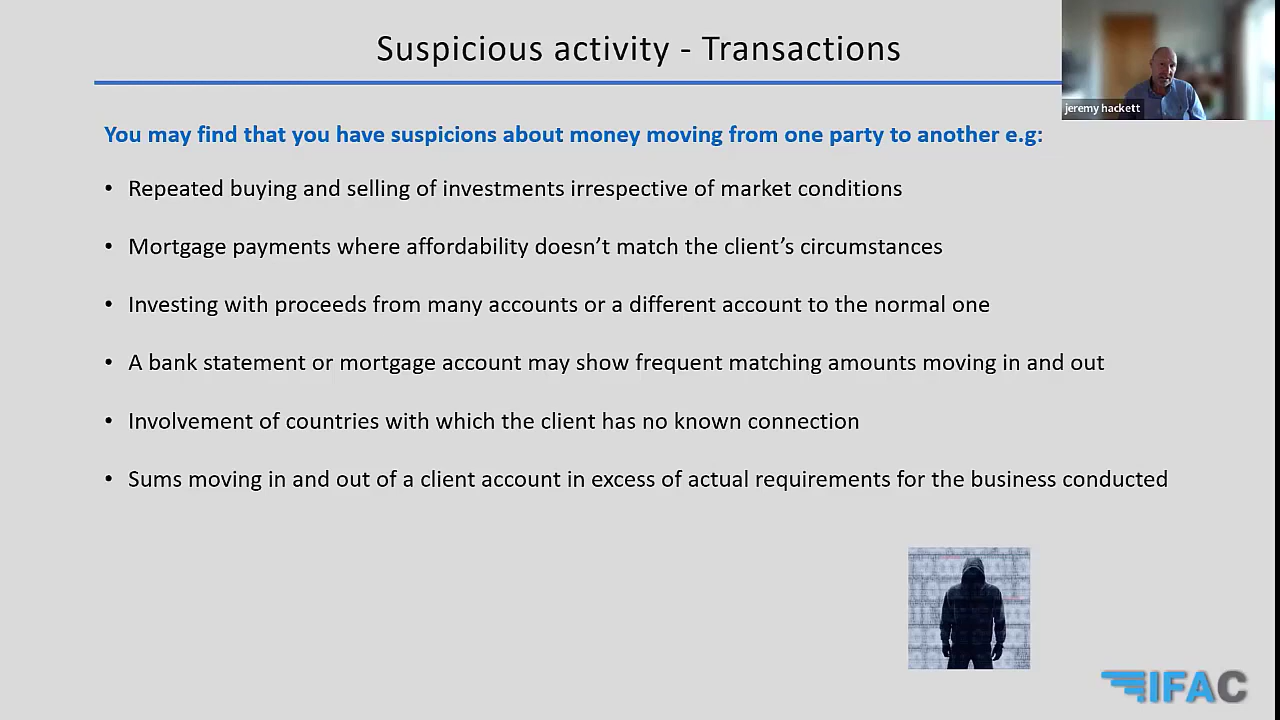 Suspicious activity - Transactions
jeremy hackett
You may find that you have suspicions about money moving from one party to another e.g:
• Repeated buying and selling of investments irrespective of market conditions
• Mortgage payments where affordability doesn’t match the client’s circumstances
• Investing with proceeds from many accounts or a different account to the normal one
• A bank statement or mortgage account may show frequent matching amounts moving in and out
• Involvement of countries with which the client has no known connection
• Sums moving in and out of a client account in excess of actual requirements for the business conducted
IFAC